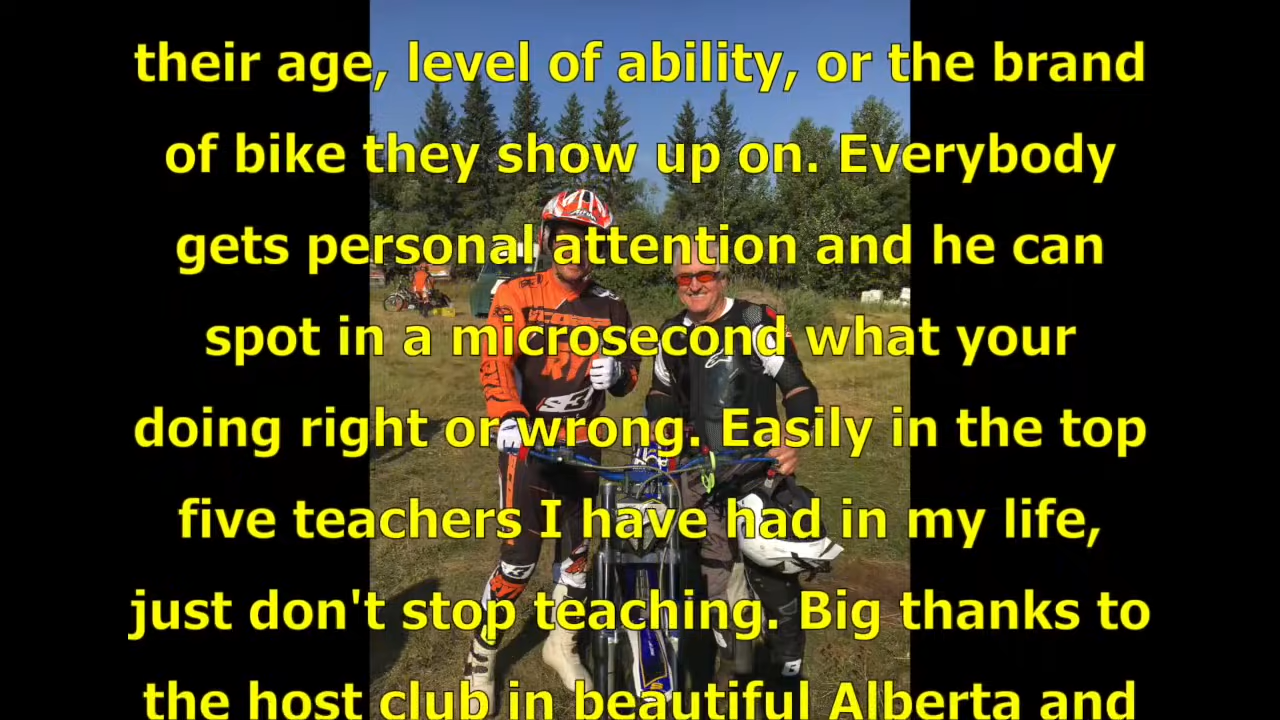 their age, level of ability, or the brand
of bike they show up on. Everybody
gets personal attention and he can
spot in a microsecond what your
doing right or wrong. Easily in the top
five teachers I have had in my life,
just don't stop teaching. Big thanks to
the host club in beautiful Alberta and